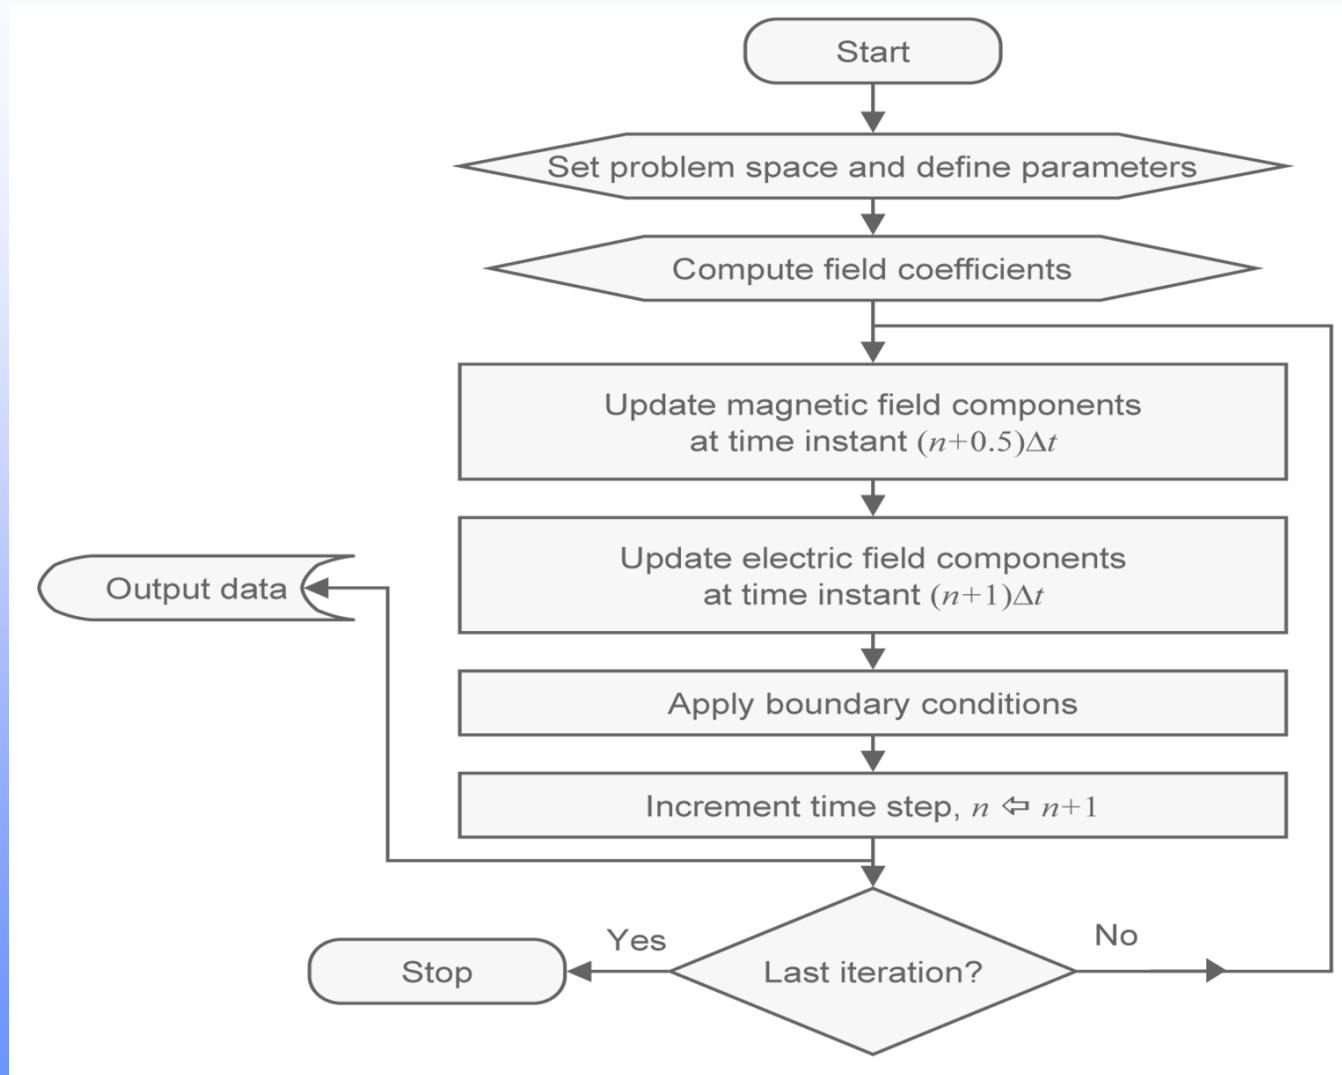 Start
Set problem space and define parameters
Compute field coefficients
Update magnetic field components
at time instant (n+0.5)Δt
Update electric field components
at time instant (n+1)Δt
Output data
Apply boundary conditions
Increment time step, n ⇦ n+1
Yes
No
Stop
Last iteration?